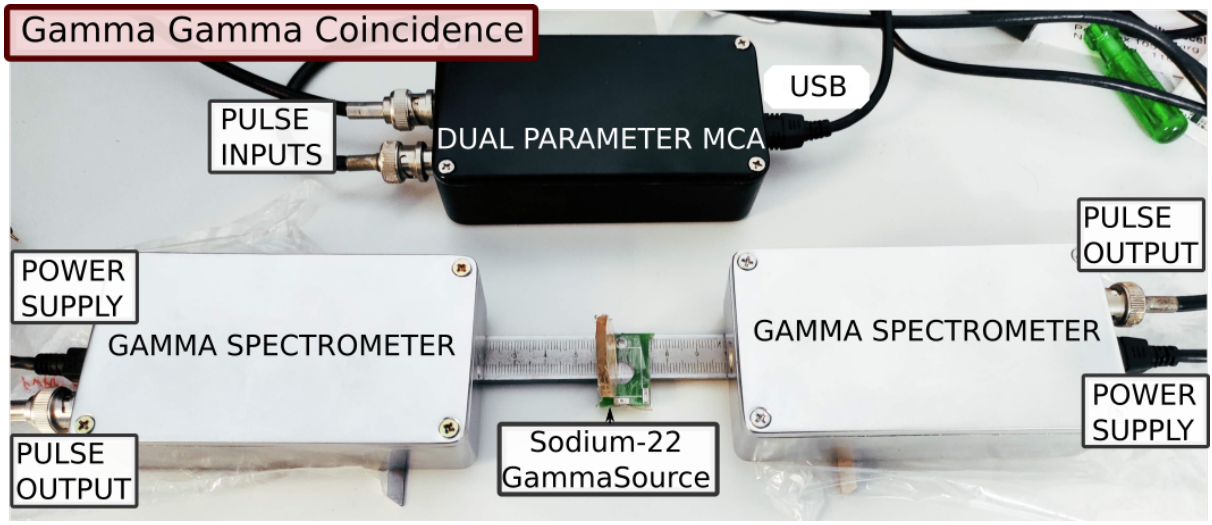 Gamma Gamma Coincidence
USB
PULSE
INPUTS
DUAL PARAMETER MCA
PULSE
OUTPUT
POWER
SUPPLY
GAMMA SPECTROMETER
GAMMA SPECTROMETER
POWER
SUPPLY
Sodium-22
GammaSource
PULSE
OUTPUT